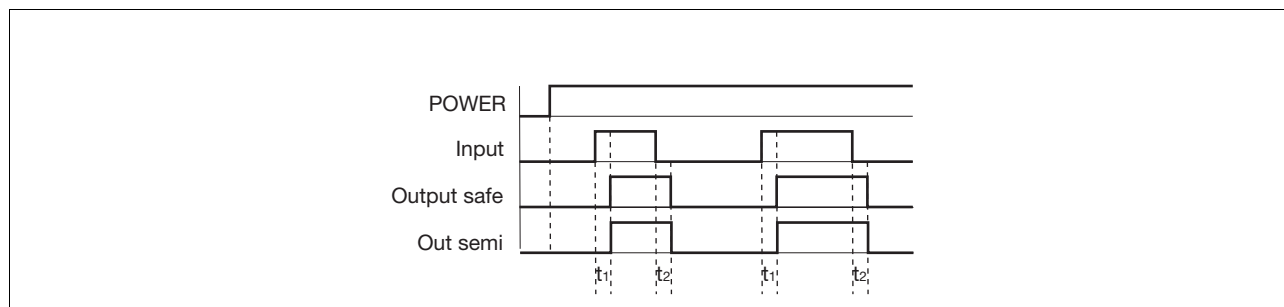 POWER
Input
Output safe
Out semi
t1 t2 t1 t2